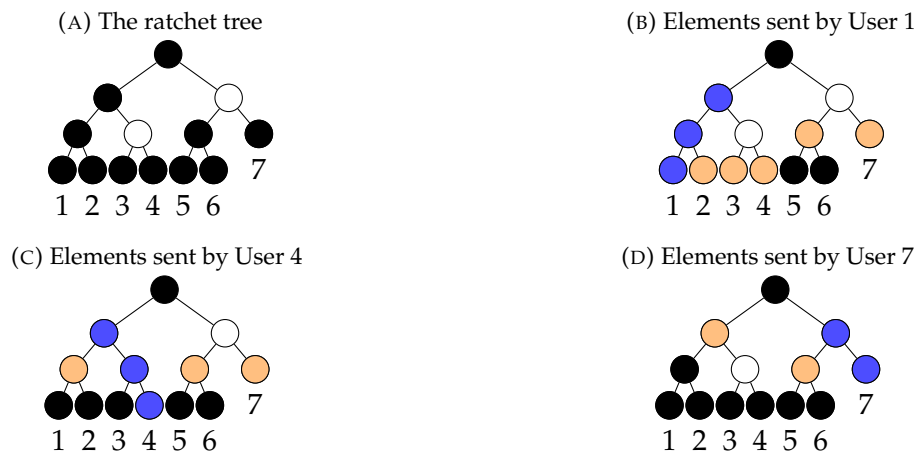 (A) The ratchet tree
7
1 2 3 4 5 6
(B) Elements sent by User 1
7
1 2 3 4 5 6
(C) Elements sent by User 4
7
1 2 3 4 5 6
(D) Elements sent by User 7
7
1 2 3 4 5 6